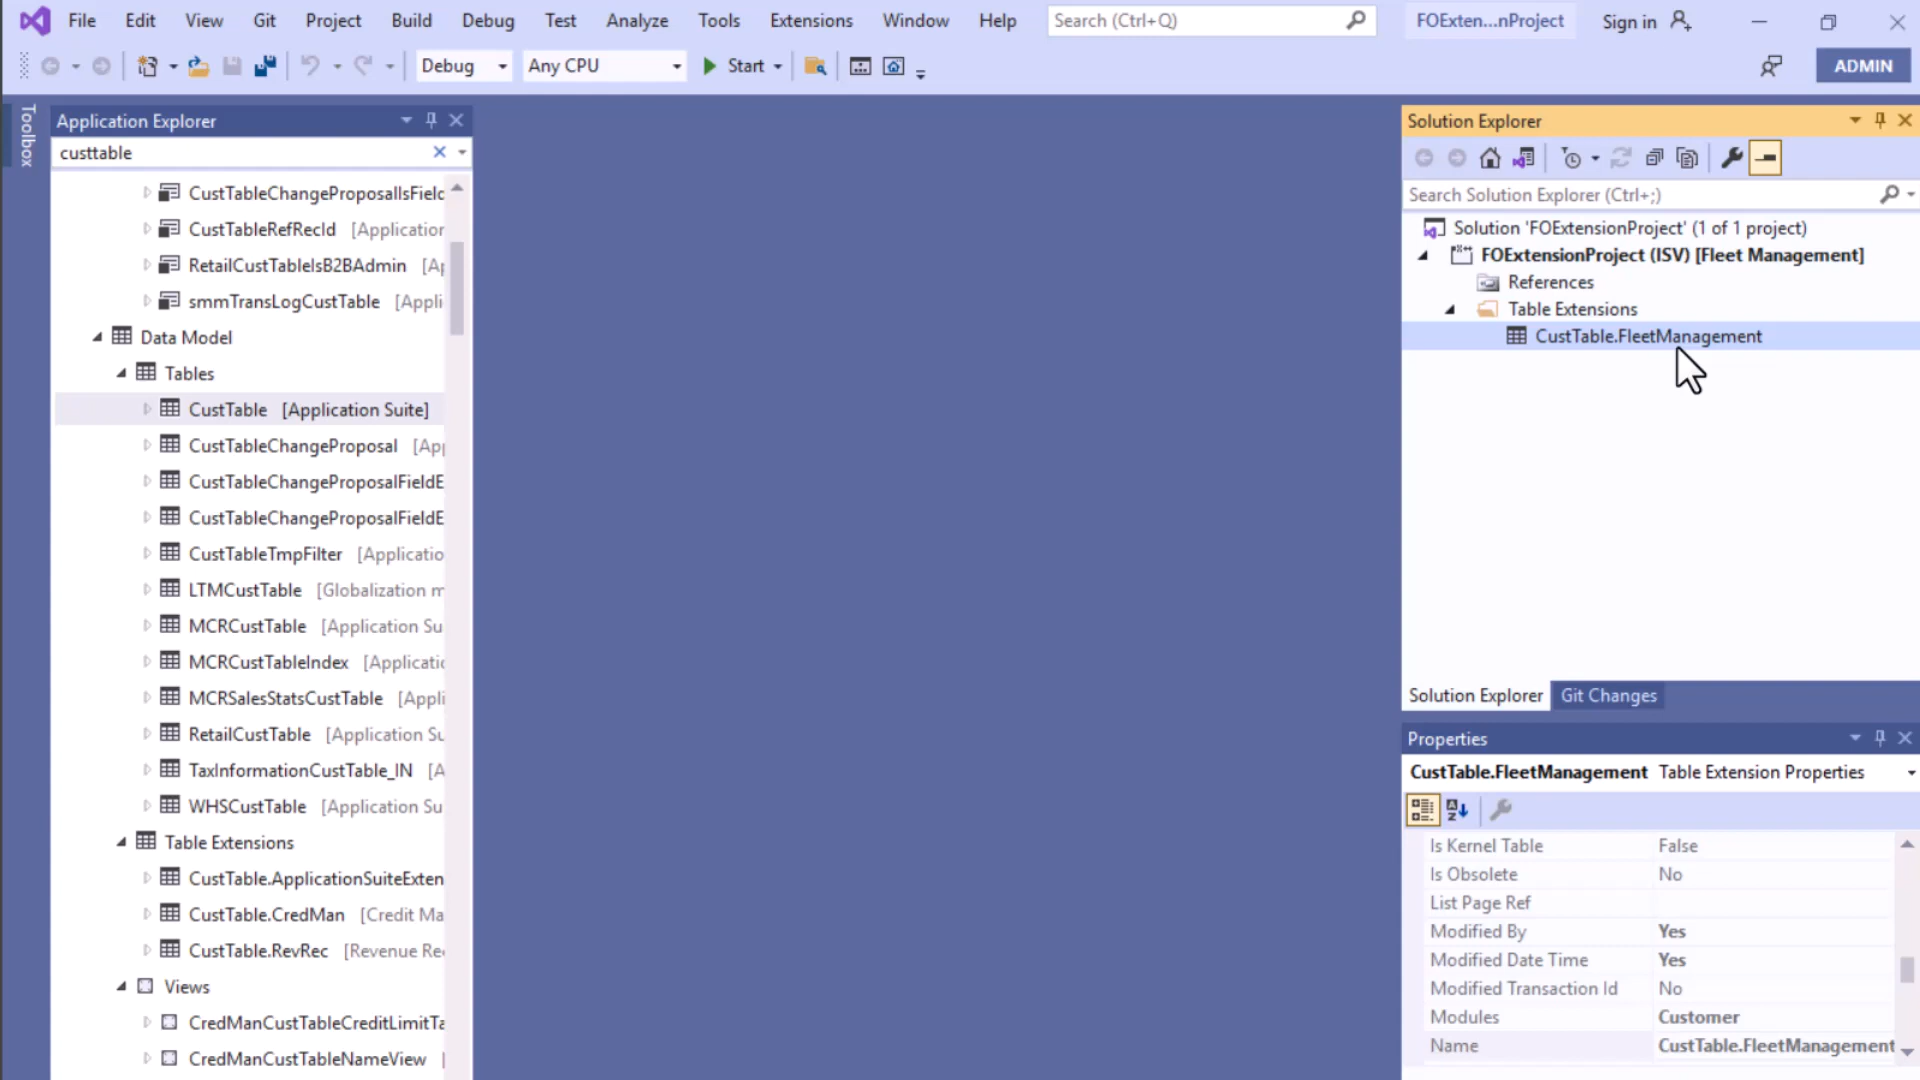 File Edit View Git Project Build Debug Test Analyze Tools Extensions Window Help Search (Ctrl+Q) FOExten...nProject Sign in
Debug Any CPU Start ADMIN
Toolbox
Application Explorer
custtable
CustTableChangeProposalIsField
CustTableRefRecId [Application
RetailCustTableIsB2BAdmin [Ap
smmTransLogCustTable [Appli
Data Model
Tables
CustTable [Application Suite]
CustTableChangeProposal [App
CustTableChangeProposalFieldE
CustTableChangeProposalFieldE
CustTableTmpFilter [Applicatio
LTMCustTable [Globalization m
MCRCustTable [Application Su
MCRCustTableIndex [Applicatio
MCRSalesStatsCustTable [Appli
RetailCustTable [Application Su
TaxInformationCustTable_IN [A
WHSCustTable [Application Su
Table Extensions
CustTable.ApplicationSuiteExten
CustTable.CredMan [Credit Ma
CustTable.RevRec [Revenue Re
Views
CredManCustTableCreditLimitTa
CredManCustTableNameView [
Solution Explorer
Search Solution Explorer (Ctrl+;)
Solution 'FOExtensionProject' (1 of 1 project)
FOExtensionProject (ISV) [Fleet Management]
References
Table Extensions
CustTable.FleetManagement
Solution Explorer Git Changes
Properties
CustTable.FleetManagement Table Extension Properties
Is Kernel Table False
Is Obsolete No
List Page Ref
Modified By Yes
Modified Date Time Yes
Modified Transaction Id No
Modules Customer
Name CustTable.FleetManagement